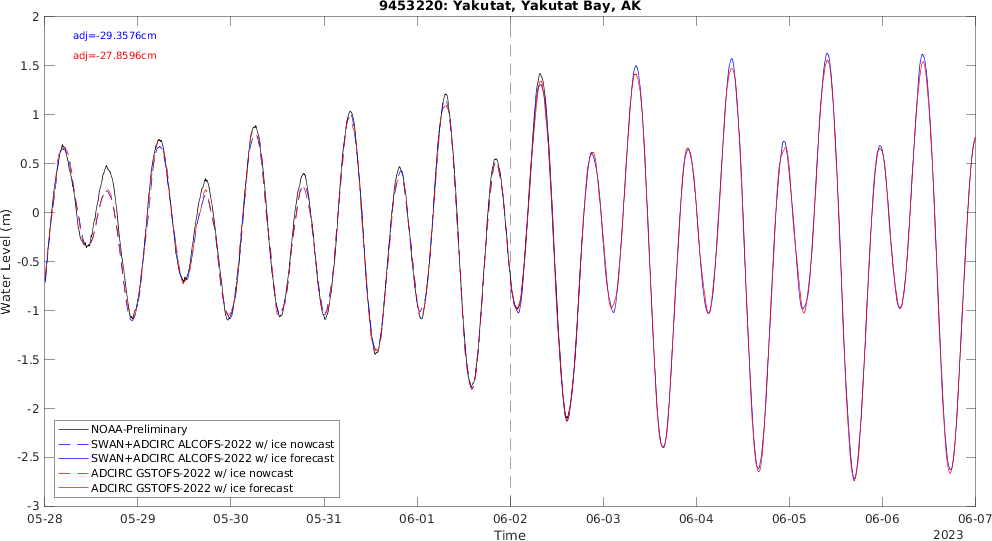 9453220: Yakutat, Yakutat Bay, AK
adj=-29.3576cm
adj=-27.8596cm
2
1.5
1
0.5
0
-0.5
-1
-1.5
-2
-2.5
-3
Water Level (m)
NOAA-Preliminary
SWAN+ADCIRC ALCOFS-2022 w/ ice nowcast
SWAN+ADCIRC ALCOFS-2022 w/ ice forecast
ADCIRC GSTOFS-2022 w/ ice nowcast
ADCIRC GSTOFS-2022 w/ ice forecast
05-28 05-29 05-30 05-31 06-01 06-02 06-03 06-04 06-05 06-06 06-07
Time
2023